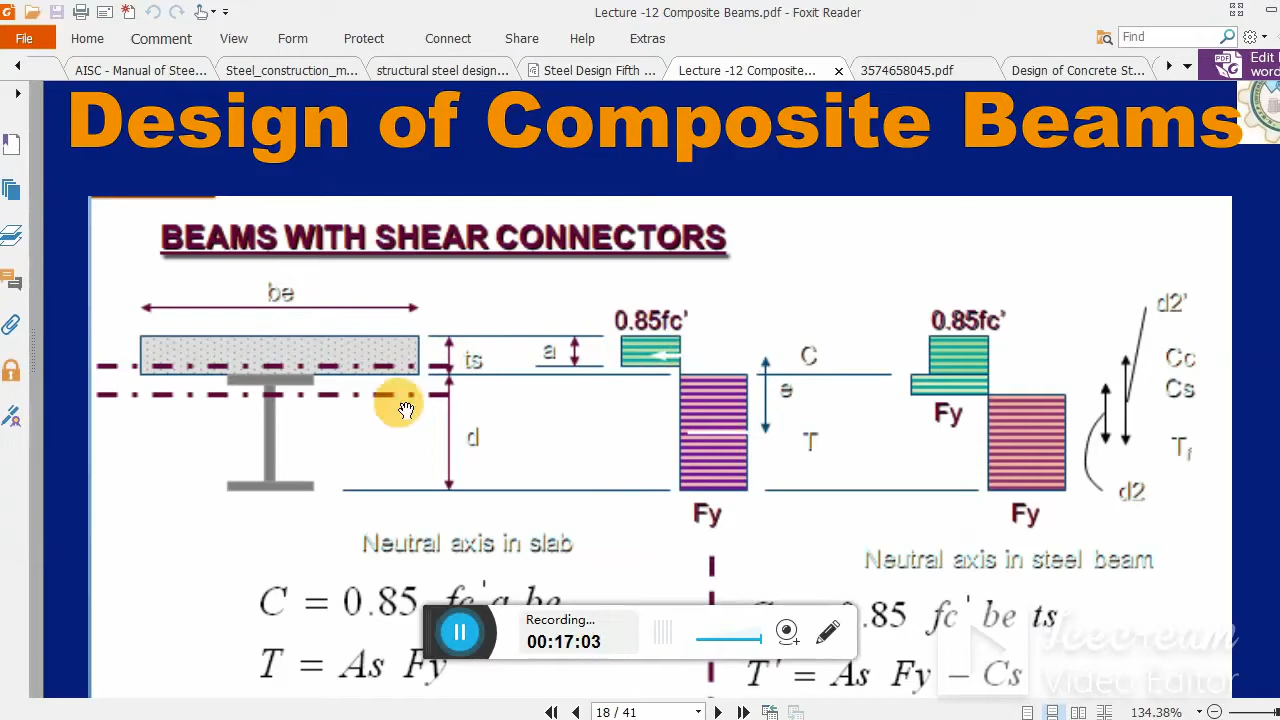 Lecture -12 Composite Beams.pdf - Foxit Reader
File Home Comment View Form Protect Connect Share Help Extras Find
AISC - Manual of Stee... Steel_construction_m... structural steel design... Steel Design Fifth ... Lecture -12 Composite... 3574658045.pdf Design of Concrete St... Edit
Design of Composite Beams
BEAMS WITH SHEAR CONNECTORS
be
0.85fc' 0.85fc' d2'
ts a C Cc
e Cs
Fy
d T Tf
d2
Fy Fy
Neutral axis in slab
Neutral axis in steel beam
C = 0.85 fc' a be
0.85 fc' be ts
T = As Fy
T' = As Fy – Cs
Recording...
00:17:03
Icecream
Video Editor
18 / 41
134.38%